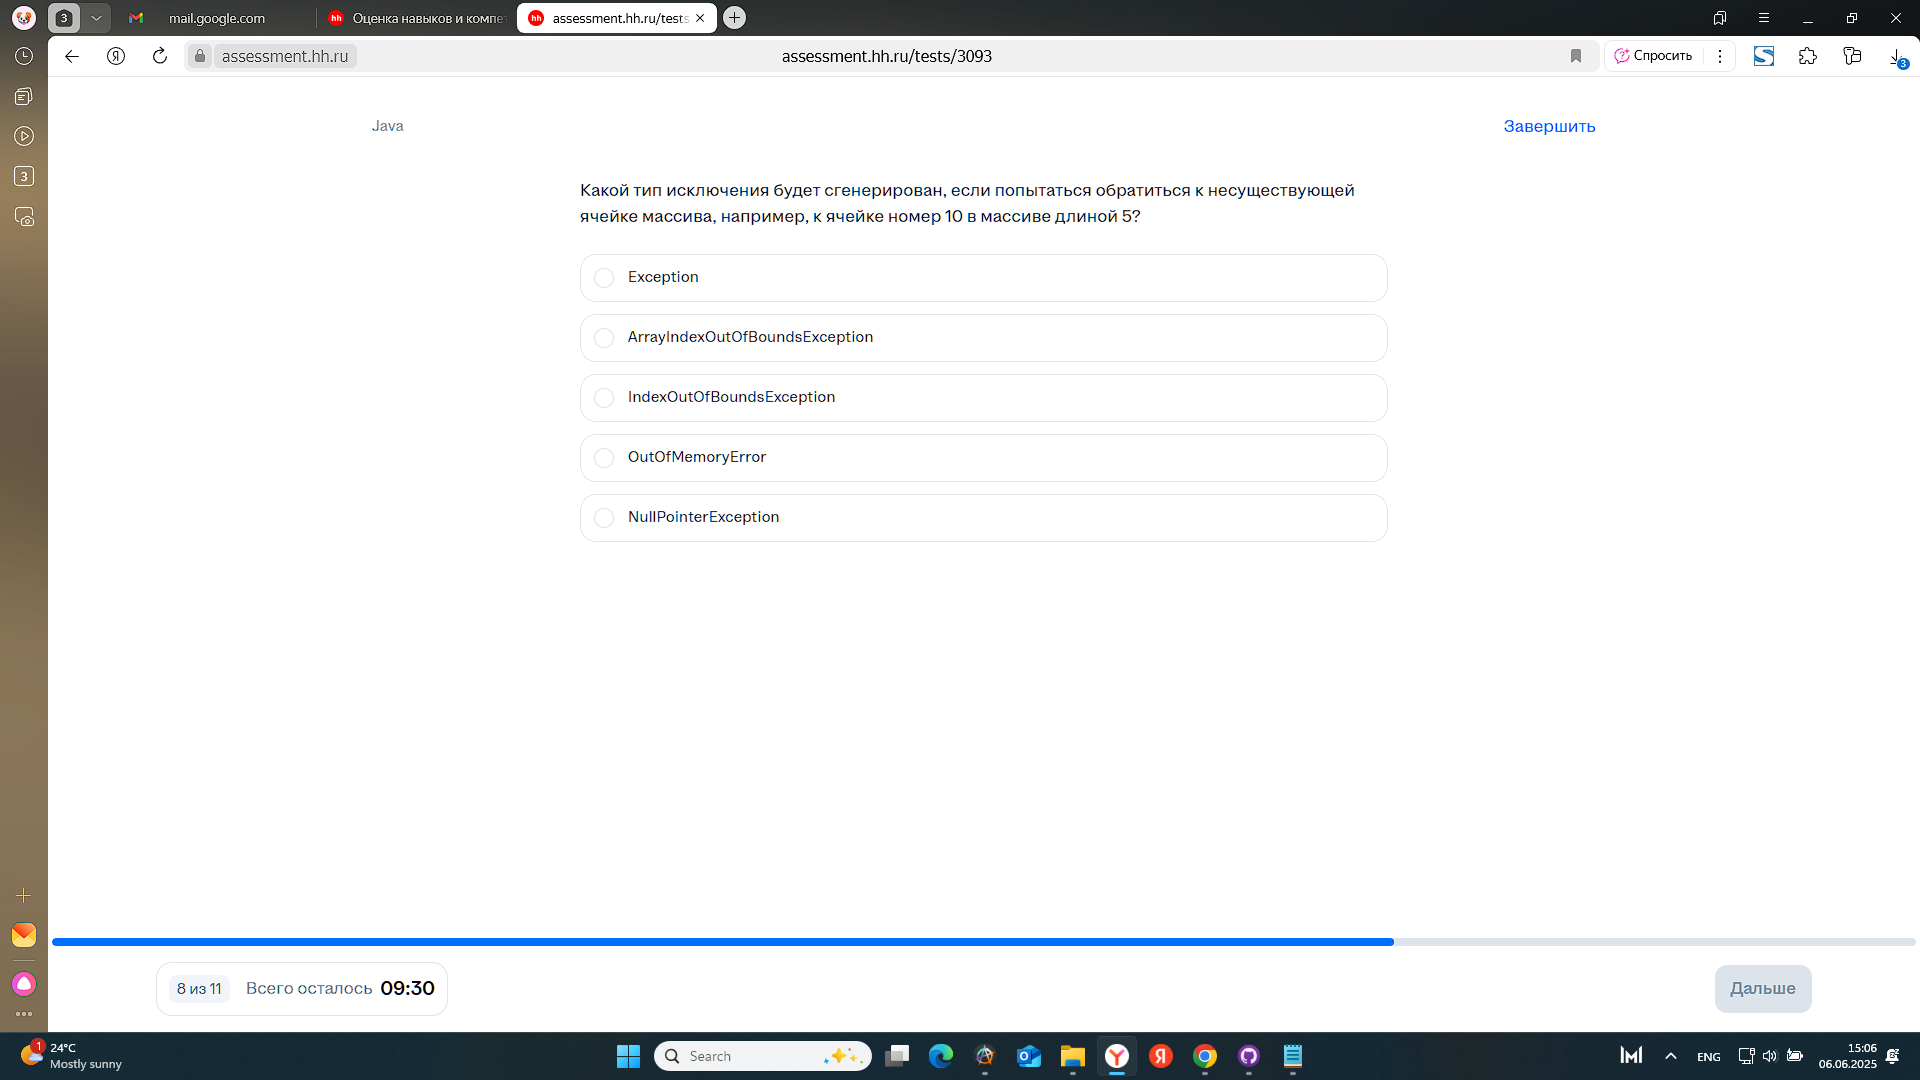 3
mail.google.com
Оценка навыков и компе
assessment.hh.ru/tests
assessment.hh.ru
assessment.hh.ru/tests/3093
Спросить
3
3
Java
Завершить
Какой тип исключения будет сгенерирован, если попытаться обратиться к несуществующей
ячейке массива, например, к ячейке номер 10 в массиве длиной 5?
Exception
ArrayIndexOutOfBoundsException
IndexOutOfBoundsException
OutOfMemoryError
NullPointerException
8 из 11
Всего осталось 09:30
Дальше
1
24°C
Mostly sunny
Search
ENG
15:06
06.06.2025